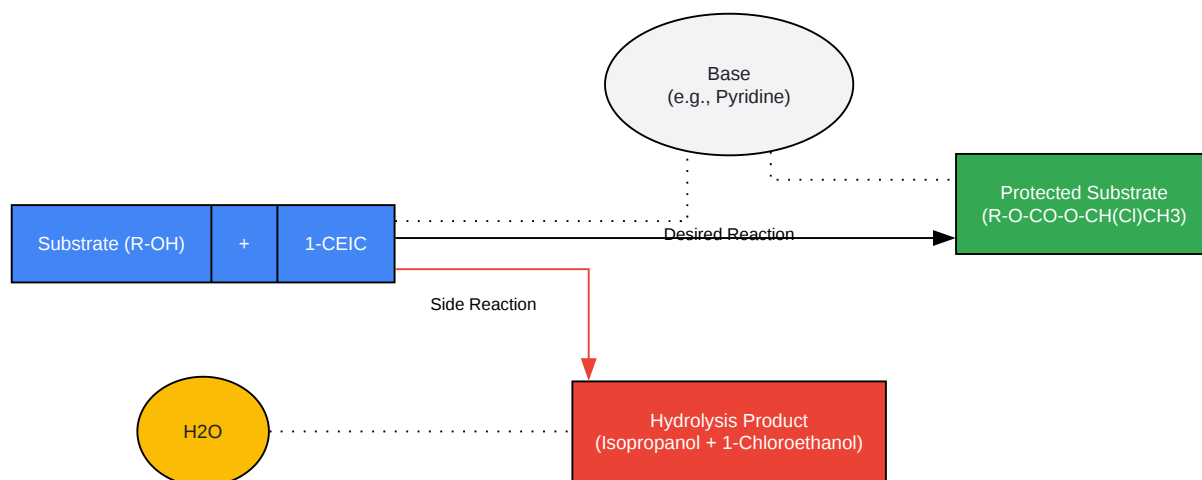 Base
(e.g., Pyridine)
Protected Substrate
(R-O-CO-O-CH(Cl)CH3)
Substrate (R-OH)
+
1-CEIC
Desired Reaction
Side Reaction
H2O
Hydrolysis Product
(Isopropanol + 1-Chloroethanol)